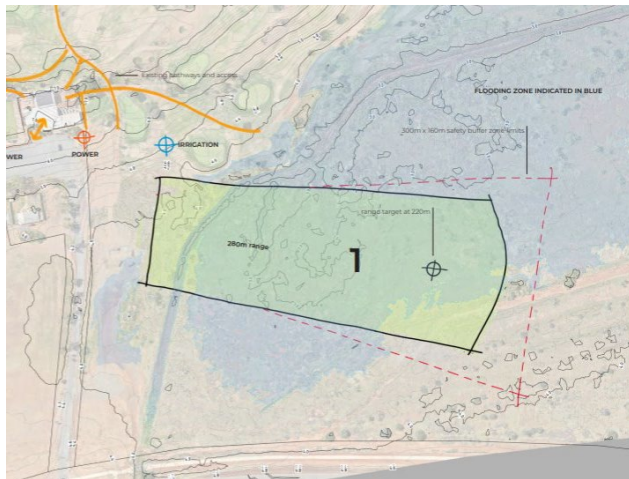 Existing pathways and access
FLOODING ZONE INDICATED IN BLUE
300m x 160m safety buffer zone limits
IRRIGATION
WER
POWER
range target at 220m
280m range
1